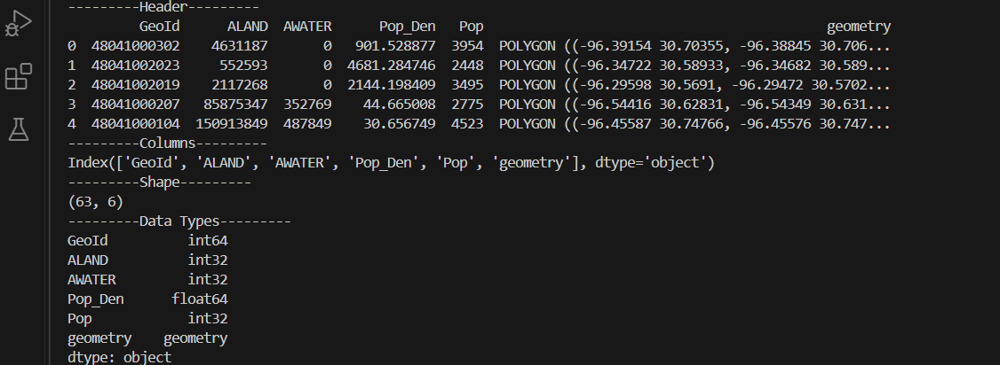 ---------Header---------
GeoId ALAND AWATER Pop_Den Pop geometry
0 48041000302 4631187 0 901.528877 3954 POLYGON ((-96.39154 30.70355, -96.38845 30.706...
1 48041002023 552593 0 4681.284746 2448 POLYGON ((-96.34722 30.58933, -96.34682 30.589...
2 48041002019 2117268 0 2144.198409 3495 POLYGON ((-96.29598 30.5691, -96.29472 30.5702...
3 48041000207 85875347 352769 44.665008 2775 POLYGON ((-96.54416 30.62831, -96.54349 30.631...
4 48041000104 150913849 487849 30.656749 4523 POLYGON ((-96.45587 30.74766, -96.45576 30.747...
---------Columns---------
Index(['GeoId', 'ALAND', 'AWATER', 'Pop_Den', 'Pop', 'geometry'], dtype='object')
---------Shape---------
(63, 6)
---------Data Types---------
GeoId int64
ALAND int32
AWATER int32
Pop_Den float64
Pop int32
geometry geometry
dtype: object